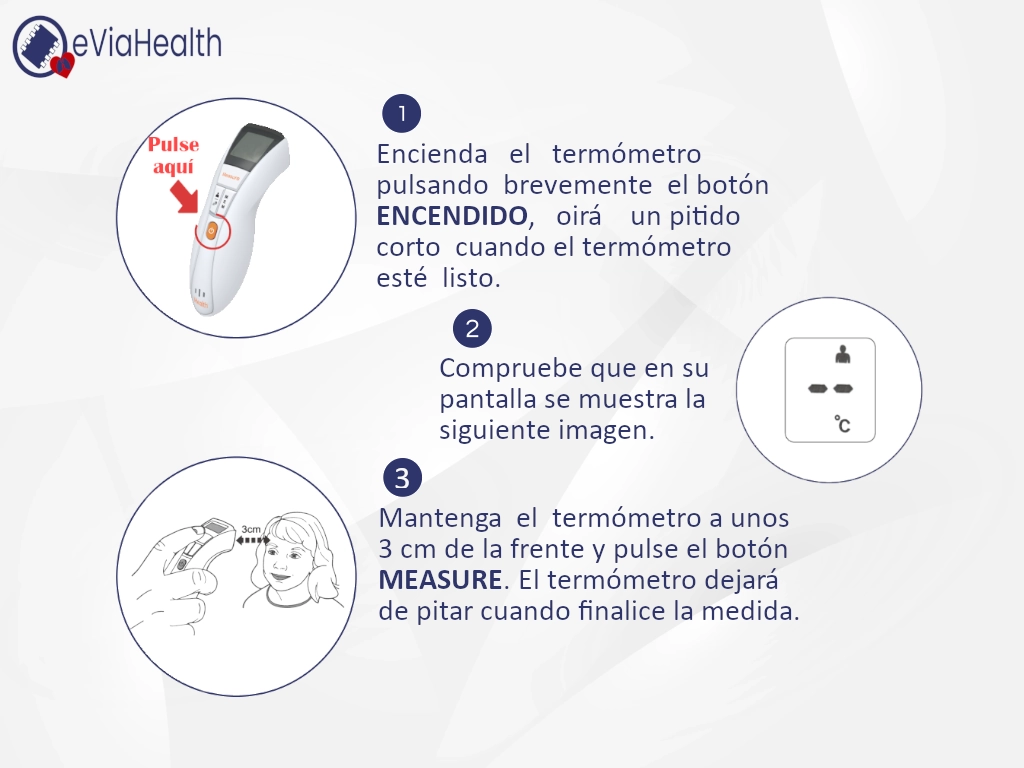 eViaHealth
1
Pulse
aquí
Encienda el termómetro
pulsando brevemente el botón
ENCENDIDO, oirá un pitido
corto cuando el termómetro
esté listo.
2
Compruebe que en su
pantalla se muestra la
siguiente imagen.
--
°C
3
3cm
Mantenga el termómetro a unos
3 cm de la frente y pulse el botón
MEASURE. El termómetro dejará
de pitar cuando finalice la medida.